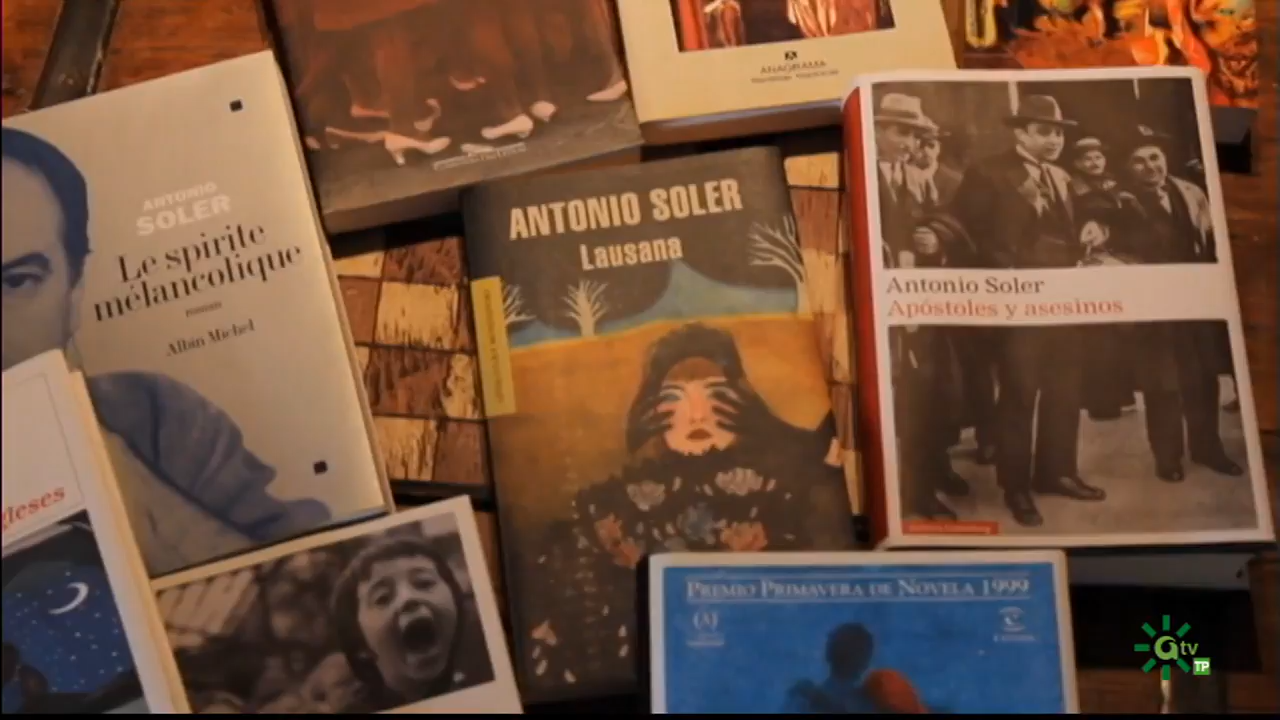 ANAGRAMA
ANTONIO
SOLER
Le spirite
mélancolique
roman
Albin Michel
ANTONIO SOLER
Lausana
Antonio Soler
Apóstoles y asesinos
gleses
PREMIO PRIMAVERA DE NOVELA 1999
tv
TP